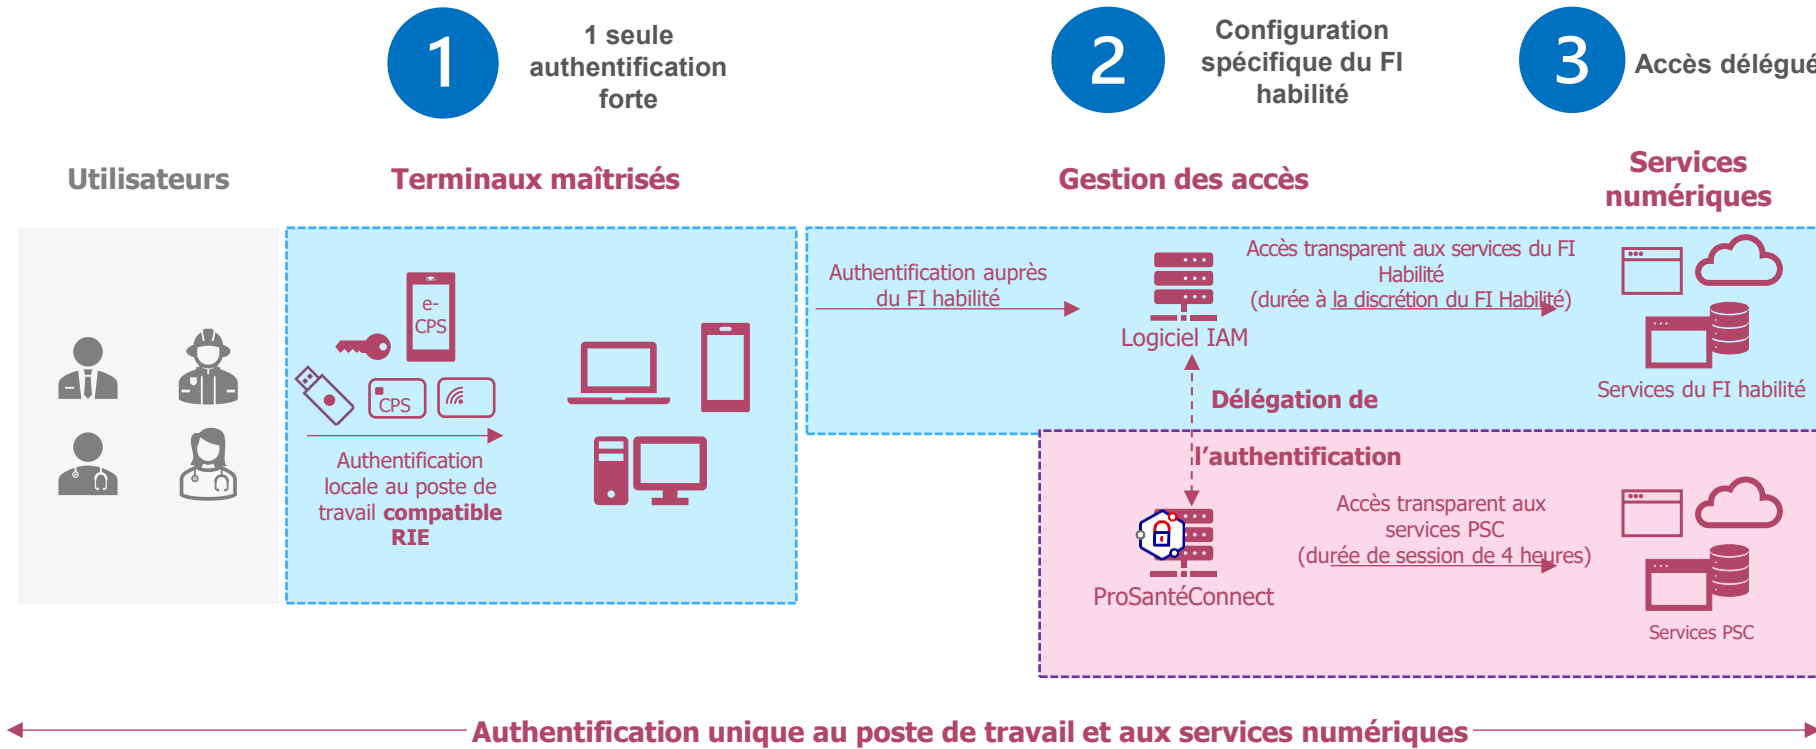 1
1 seule
authentification
forte
2
Configuration
spécifique du FI
habilité
3
Accès délégué
Utilisateurs
Terminaux maîtrisés
Gestion des accès
Services
numériques
e-
CPS
CPS
Authentification
locale au poste de
travail compatible
RIE
Authentification auprès
du FI habilité
Logiciel IAM
Accès transparent aux services du FI
Habilité
(durée à la discrétion du FI Habilité)
Services du FI habilité
Délégation de
l'authentification
ProSantéConnect
Accès transparent aux
services PSC
(durée de session de 4 heures)
Services PSC
Authentification unique au poste de travail et aux services numériques